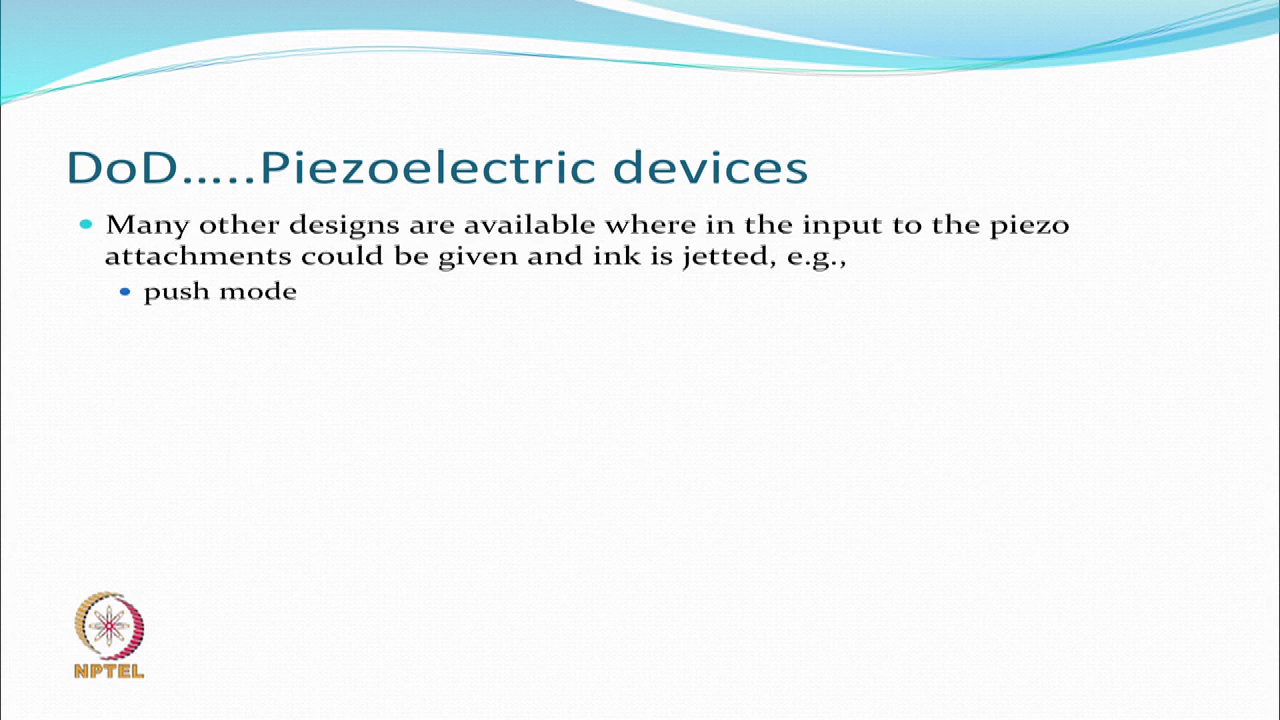 DoD.....Piezoelectric devices
Many other designs are available where in the input to the piezo
attachments could be given and ink is jetted, e.g.,
push mode
NPTEL